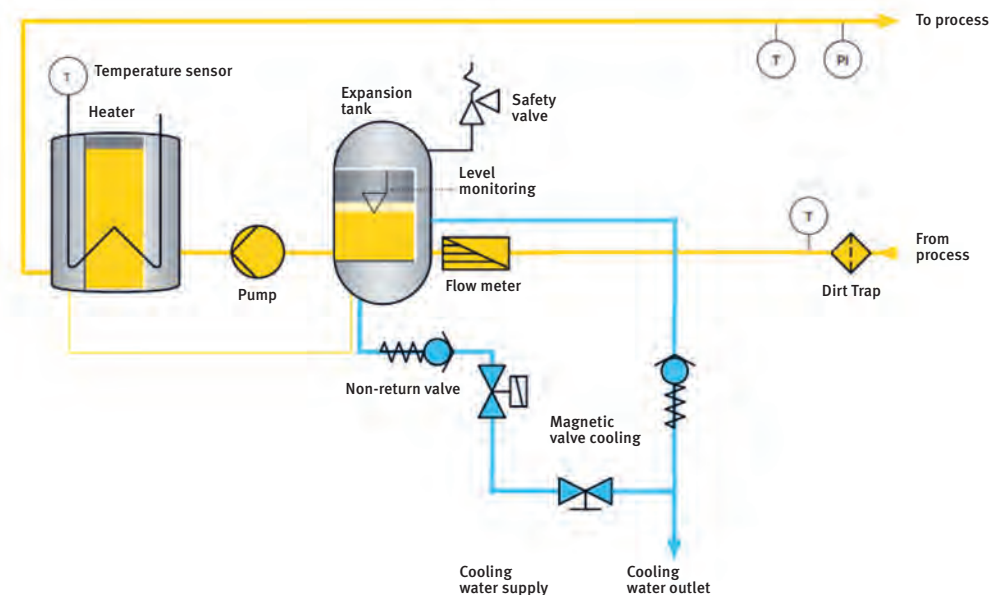 To process
T
PI
T
Temperature sensor
Heater
Expansion
tank
Safety
valve
Level
monitoring
T
From
process
Pump
Flow meter
Dirt Trap
Non-return valve
Magnetic
valve cooling
Cooling
water supply
Cooling
water outlet